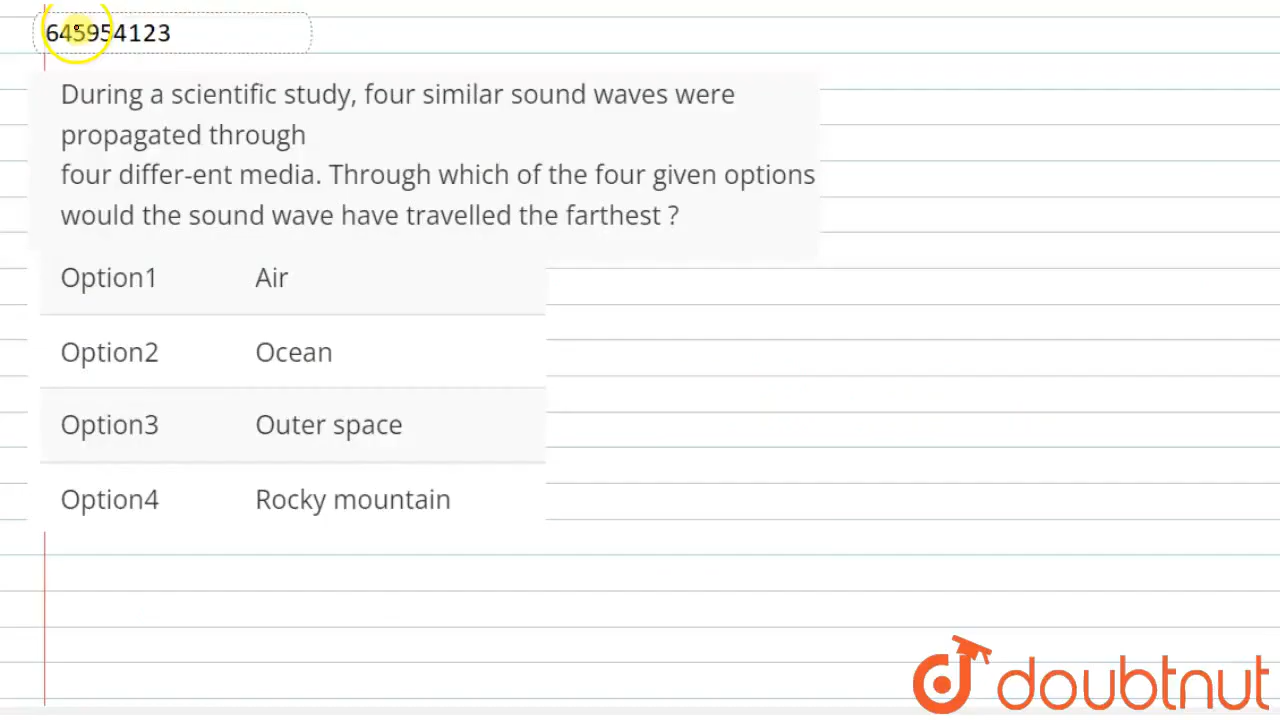 645954123
During a scientific study, four similar sound waves were
propagated through
four differ-ent media. Through which of the four given options
would the sound wave have travelled the farthest ?
Option1 Air
Option2 Ocean
Option3 Outer space
Option4 Rocky mountain
doubtnut